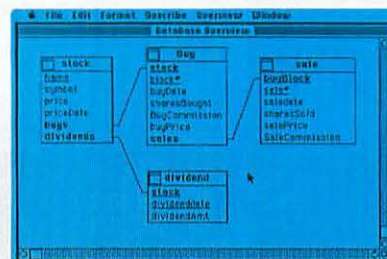 File Edit Format Describe Overview Window
Database Overview
stock
name
symbol
price
priceDate
buys
dividends
buy
stock
stock*
buyDate
sharesBought
BuyCommission
buyPrice
sales
sale
buyStock
sale*
saledate
sharesSold
salePrice
SaleCommission
dividend
stock
dividenddate
dividendAmt